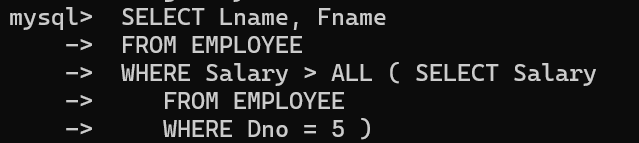 mysql> SELECT Lname, Fname
-> FROM EMPLOYEE
-> WHERE Salary > ALL ( SELECT Salary
-> FROM EMPLOYEE
-> WHERE Dno = 5 )